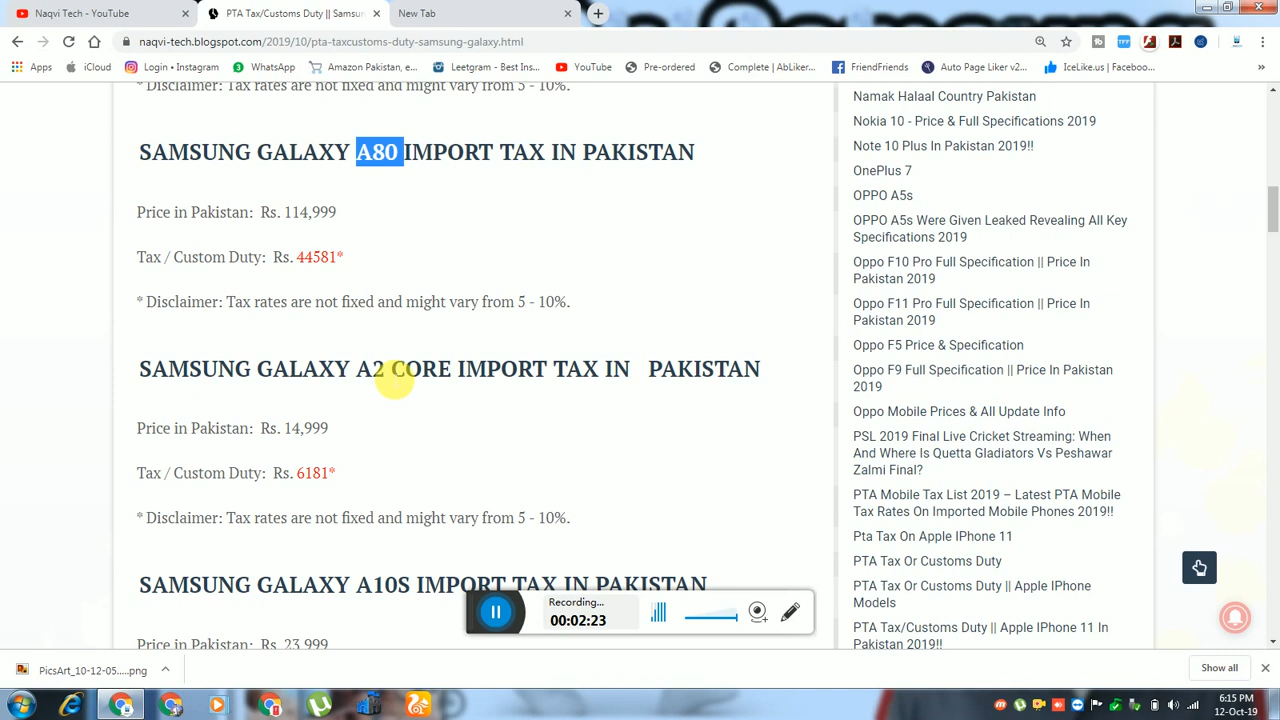 Naqvi Tech - YouTube
PTA Tax/Customs Duty || Samsu
New Tab
naqvi-tech.blogspot.com/2019/10/pta-taxcustoms-duty-samsung-galaxy.html
Apps
iCloud
Login • Instagram
WhatsApp
Amazon Pakistan, e...
Leetgram – Best Ins...
YouTube
Pre-ordered
Complete | AbLiker...
FriendFriends
Auto Page Liker v2...
IceLike.us | Faceboo...
* Disclaimer: Tax rates are not fixed and might vary from 5 - 10%.
SAMSUNG GALAXY A80 IMPORT TAX IN PAKISTAN
Price in Pakistan: Rs. 114,999
Tax / Custom Duty: Rs. 44581*
* Disclaimer: Tax rates are not fixed and might vary from 5 - 10%.
SAMSUNG GALAXY A2 CORE IMPORT TAX IN PAKISTAN
Price in Pakistan: Rs. 14,999
Tax / Custom Duty: Rs. 6181*
* Disclaimer: Tax rates are not fixed and might vary from 5 - 10%.
SAMSUNG GALAXY A10S IMPORT TAX IN PAKISTAN
Price in Pakistan: Rs. 23,999
Namak Halaal Country Pakistan
Nokia 10 - Price & Full Specifications 2019
Note 10 Plus In Pakistan 2019!!
OnePlus 7
OPPO A5s
OPPO A5s Were Given Leaked Revealing All Key
Specifications 2019
Oppo F10 Pro Full Specification || Price In
Pakistan 2019
Oppo F11 Pro Full Specification || Price In
Pakistan 2019
Oppo F5 Price & Specification
Oppo F9 Full Specification || Price In Pakistan
2019
Oppo Mobile Prices & All Update Info
PSL 2019 Final Live Cricket Streaming: When
And Where Is Quetta Gladiators Vs Peshawar
Zalmi Final?
PTA Mobile Tax List 2019 – Latest PTA Mobile
Tax Rates On Imported Mobile Phones 2019!!
Pta Tax On Apple IPhone 11
PTA Tax Or Customs Duty
PTA Tax Or Customs Duty || Apple IPhone
Models
PTA Tax/Customs Duty || Apple IPhone 11 In
Pakistan 2019!!
Recording...
00:02:23
PicsArt_10-12-05.....png
Show all
6:15 PM
12-Oct-19